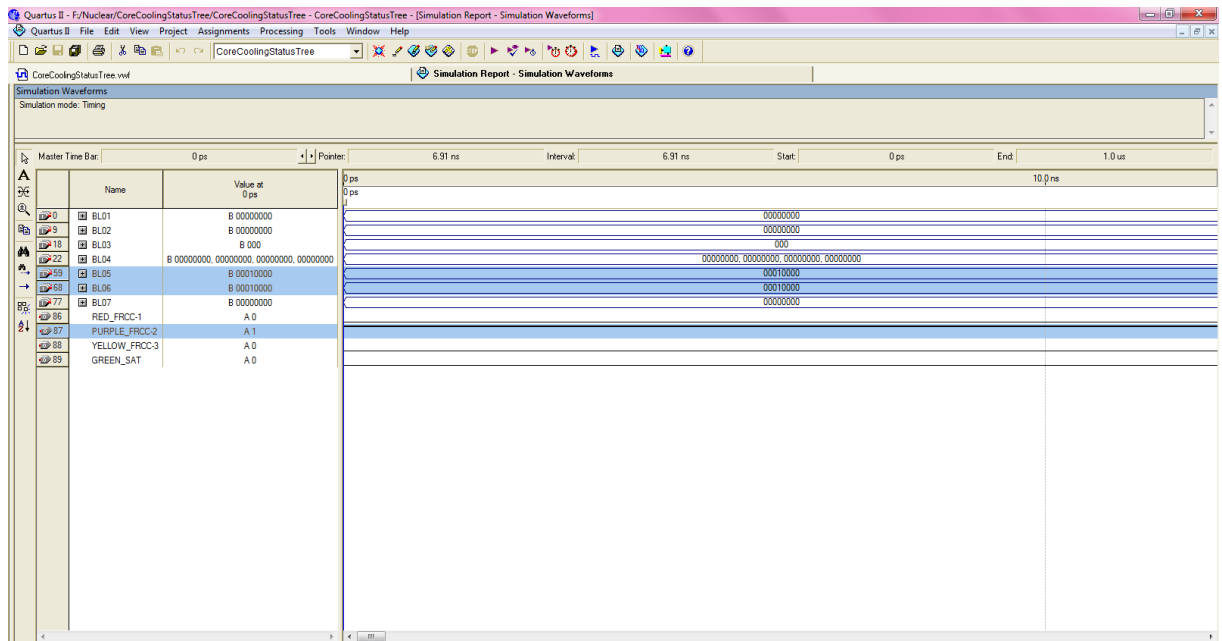 Quartus II - F:/Nuclear/CoreCoolingStatusTree/CoreCoolingStatusTree - CoreCoolingStatusTree - [Simulation Report - Simulation Waveforms]
Quartus II File Edit View Project Assignments Processing Tools Window Help
CoreCoolingStatusTree
CoreCoolingStatusTree.vwf Simulation Report - Simulation Waveforms
Simulation Waveforms
Simulation mode: Timing
Master Time Bar: 0 ps Pointer: 6.91 ns Interval: 6.91 ns Start: 0 ps End: 1.0 us
Name Value at 0 ps 0 ps 10.0 ns
0 ps
0 BL01 B 00000000 00000000
9 BL02 B 00000000 00000000
18 BL03 B 000 000
22 BL04 B 00000000, 00000000, 00000000, 00000000 00000000, 00000000, 00000000, 00000000
59 BL05 B 00010000 00010000
68 BL06 B 00010000 00010000
77 BL07 B 00000000 00000000
86 RED_FRCC-1 A 0
87 PURPLE_FRCC-2 A 1
88 YELLOW_FRCC-3 A 0
89 GREEN_SAT A 0